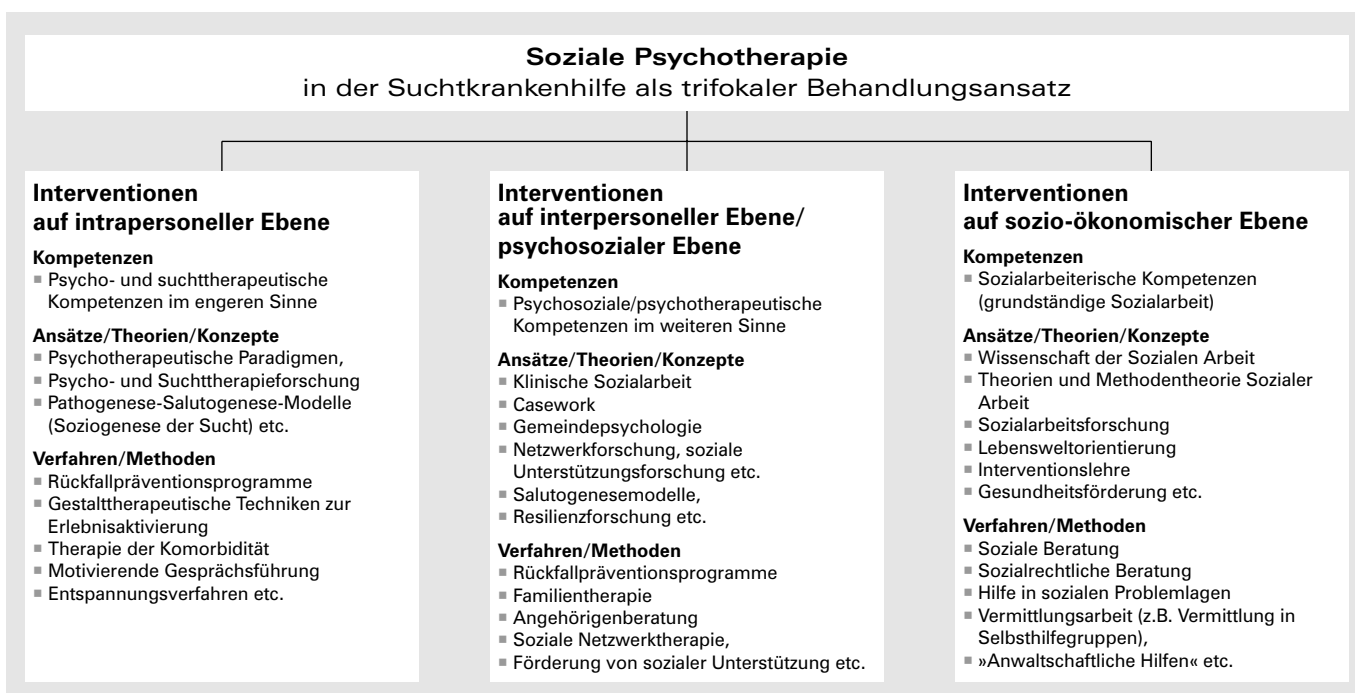 Soziale Psychotherapie
in der Suchtkrankenhilfe als trifokaler Behandlungsansatz
Interventionen
auf intrapersoneller Ebene
Kompetenzen
▪ Psycho- und suchttherapeutische
Kompetenzen im engeren Sinne
Ansätze/Theorien/Konzepte
▪ Psychotherapeutische Paradigmen,
▪ Psycho- und Suchttherapieforschung
▪ Pathogenese-Salutogenese-Modelle
(Soziogenese der Sucht) etc.
Verfahren/Methoden
▪ Rückfallpräventionsprogramme
▪ Gestalttherapeutische Techniken zur
Erlebnisaktivierung
▪ Therapie der Komorbidität
▪ Motivierende Gesprächsführung
▪ Entspannungsverfahren etc.
Interventionen
auf interpersoneller Ebene/
psychosozialer Ebene
Kompetenzen
▪ Psychosoziale/psychotherapeutische
Kompetenzen im weiteren Sinne
Ansätze/Theorien/Konzepte
▪ Klinische Sozialarbeit
▪ Casework
▪ Gemeindepsychologie
▪ Netzwerkforschung, soziale
Unterstützungsforschung etc.
▪ Salutogenesemodelle,
▪ Resilienzforschung etc.
Verfahren/Methoden
▪ Rückfallpräventionsprogramme
▪ Familientherapie
▪ Angehörigenberatung
▪ Soziale Netzwerktherapie,
▪ Förderung von sozialer Unterstützung etc.
Interventionen
auf sozio-ökonomischer Ebene
Kompetenzen
▪ Sozialarbeiterische Kompetenzen
(grundständige Sozialarbeit)
Ansätze/Theorien/Konzepte
▪ Wissenschaft der Sozialen Arbeit
▪ Theorien und Methodentheorie Sozialer
Arbeit
▪ Sozialarbeitsforschung
▪ Lebensweltorientierung
▪ Interventionslehre
▪ Gesundheitsförderung etc.
Verfahren/Methoden
▪ Soziale Beratung
▪ Sozialrechtliche Beratung
▪ Hilfe in sozialen Problemlagen
▪ Vermittlungsarbeit (z.B. Vermittlung in
Selbsthilfegruppen),
▪ »Anwaltschaftliche Hilfen« etc.